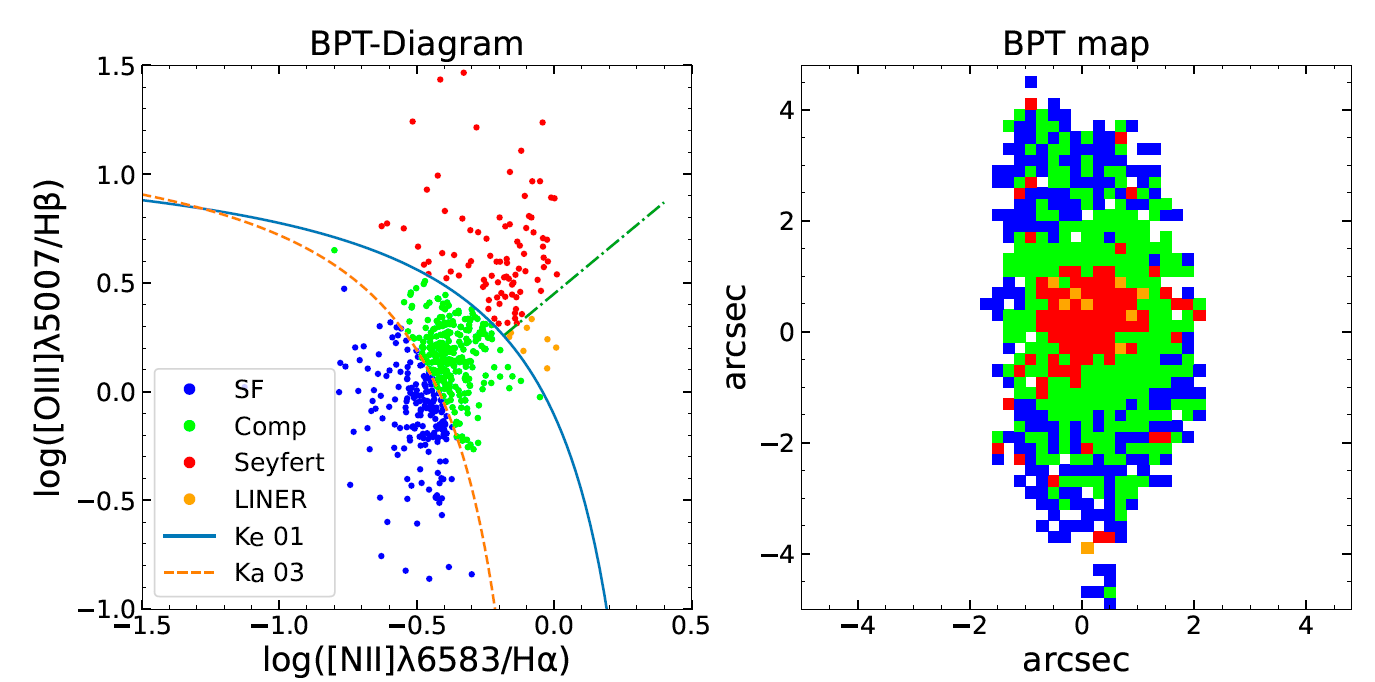 BPT-Diagram
1.5
1.0
0.5
0.0
−0.5
−1.0
−1.5
−1.0
−0.5
0.0
0.5
log([OIII]λ5007/Hβ)
log([NII]λ6583/Hα)
SF
Comp
Seyfert
LINER
Ke 01
Ka 03
BPT map
4
2
0
−2
−4
−4
−2
0
2
4
arcsec
arcsec